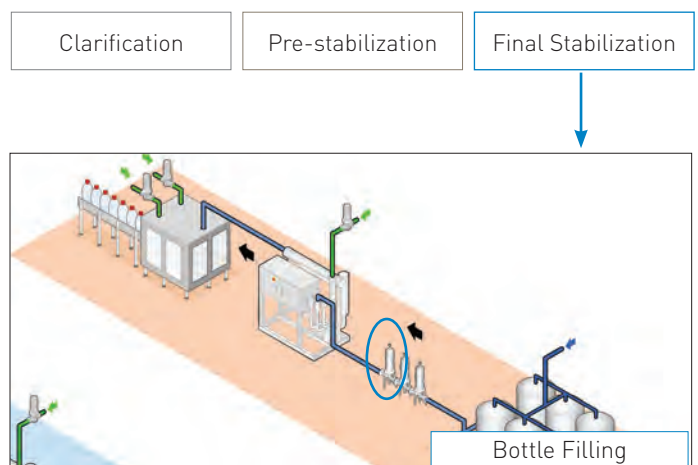 Clarification
Pre-stabilization
Final Stabilization
Bottle Filling